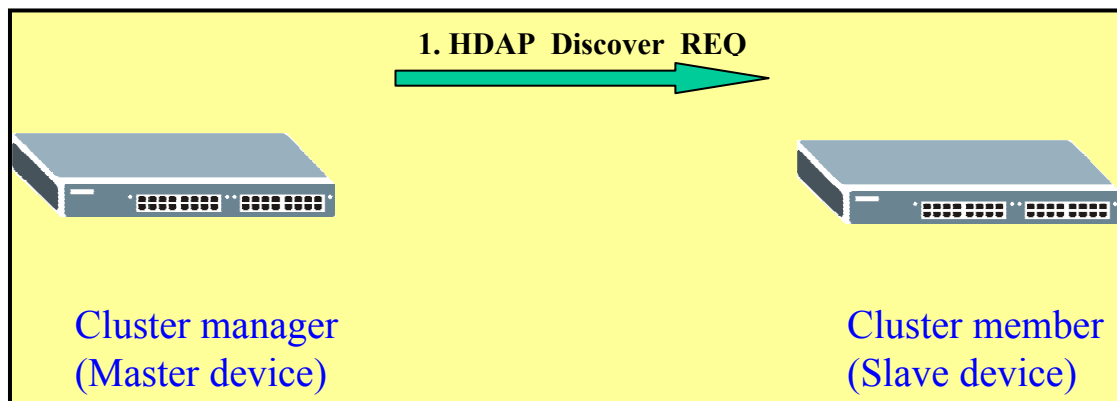 1. HDAP Discover REQ
Cluster manager
(Master device)
Cluster member
(Slave device)